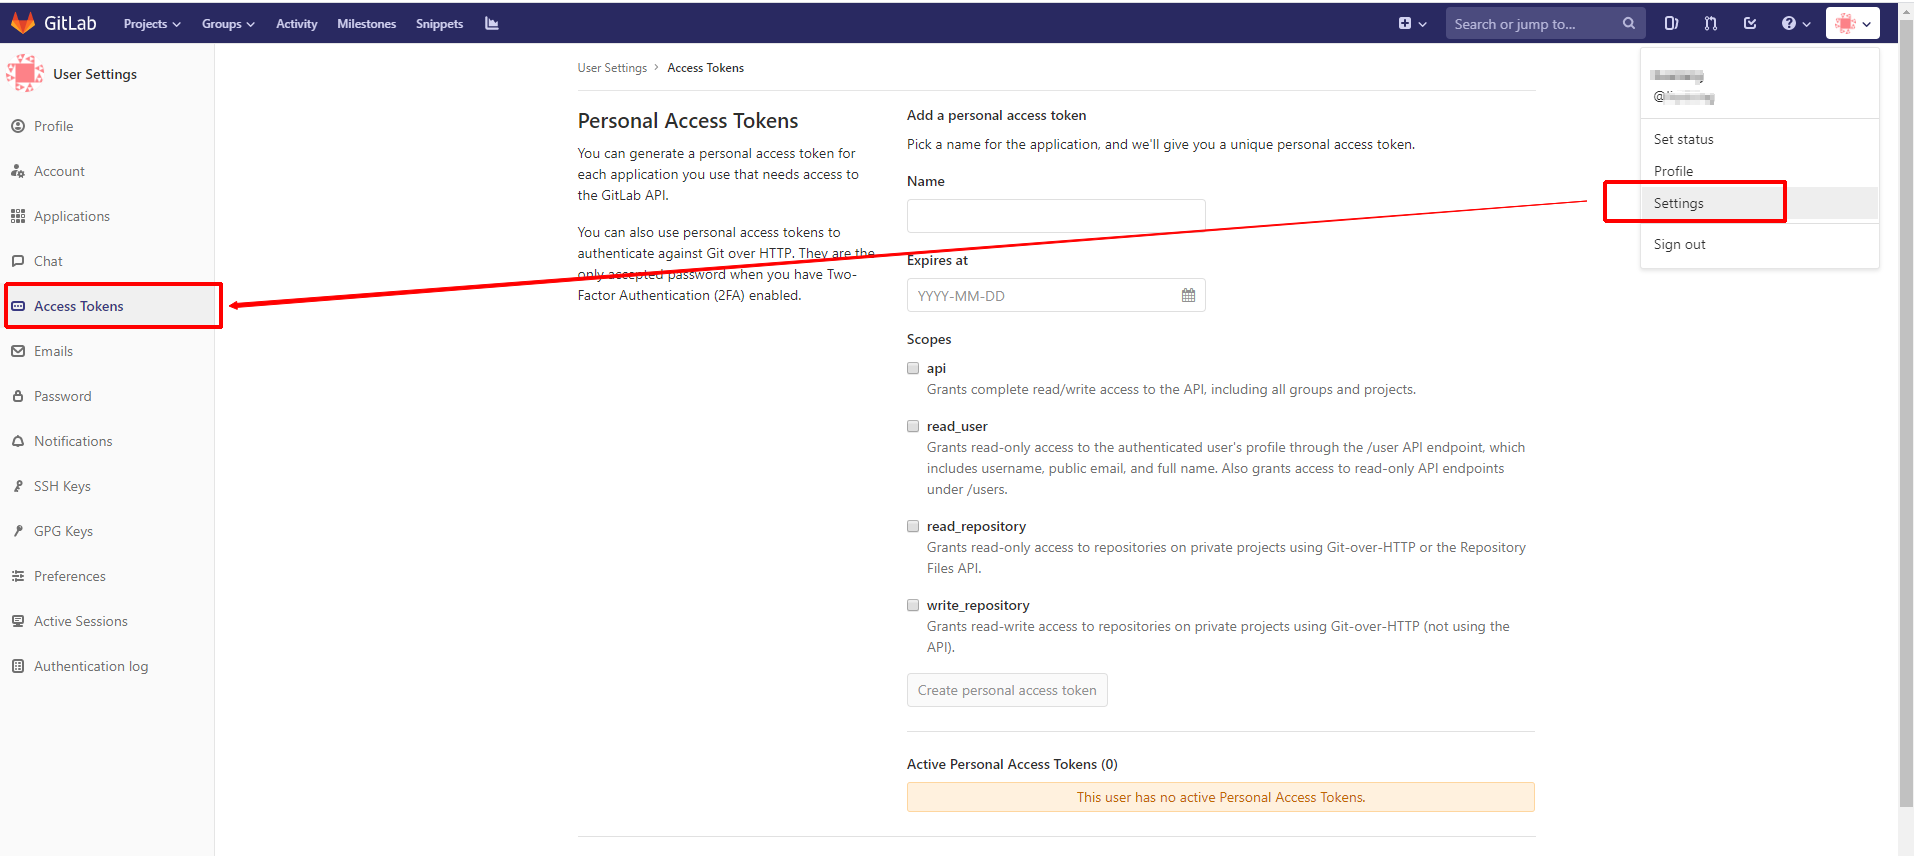 GitLab Projects Groups Activity Milestones Snippets Search or jump to...
User Settings
Profile
Account
Applications
Chat
Access Tokens
Emails
Password
Notifications
SSH Keys
GPG Keys
Preferences
Active Sessions
Authentication log
User Settings > Access Tokens
Personal Access Tokens
You can generate a personal access token for
each application you use that needs access to
the GitLab API.
You can also use personal access tokens to
authenticate against Git over HTTP. They are the
only accepted password when you have Two-
Factor Authentication (2FA) enabled.
Add a personal access token
Pick a name for the application, and we'll give you a unique personal access token.
Name
Expires at
YYYY-MM-DD
Scopes
api
Grants complete read/write access to the API, including all groups and projects.
read_user
Grants read-only access to the authenticated user's profile through the /user API endpoint, which
includes username, public email, and full name. Also grants access to read-only API endpoints
under /users.
read_repository
Grants read-only access to repositories on private projects using Git-over-HTTP or the Repository
Files API.
write_repository
Grants read-write access to repositories on private projects using Git-over-HTTP (not using the
API).
Create personal access token
Active Personal Access Tokens (0)
This user has no active Personal Access Tokens.
@
Set status
Profile
Settings
Sign out